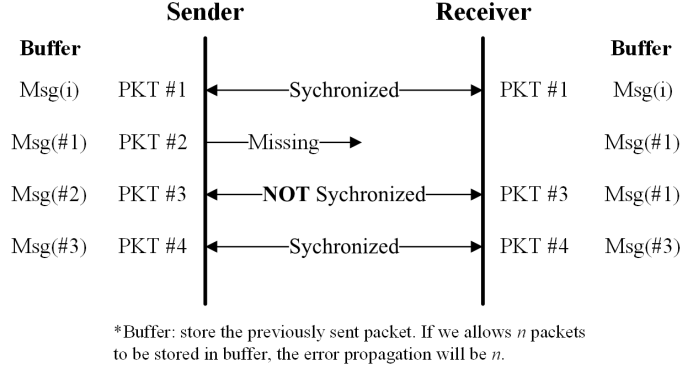 Sender Receiver
Buffer Buffer
Msg(i) PKT #1 Sychronized PKT #1 Msg(i)
Msg(#1) PKT #2 Missing Msg(#1)
Msg(#2) PKT #3 NOT Sychronized PKT #3 Msg(#1)
Msg(#3) PKT #4 Sychronized PKT #4 Msg(#3)
*Buffer: store the previously sent packet. If we allows n packets
to be stored in buffer, the error propagation will be n.